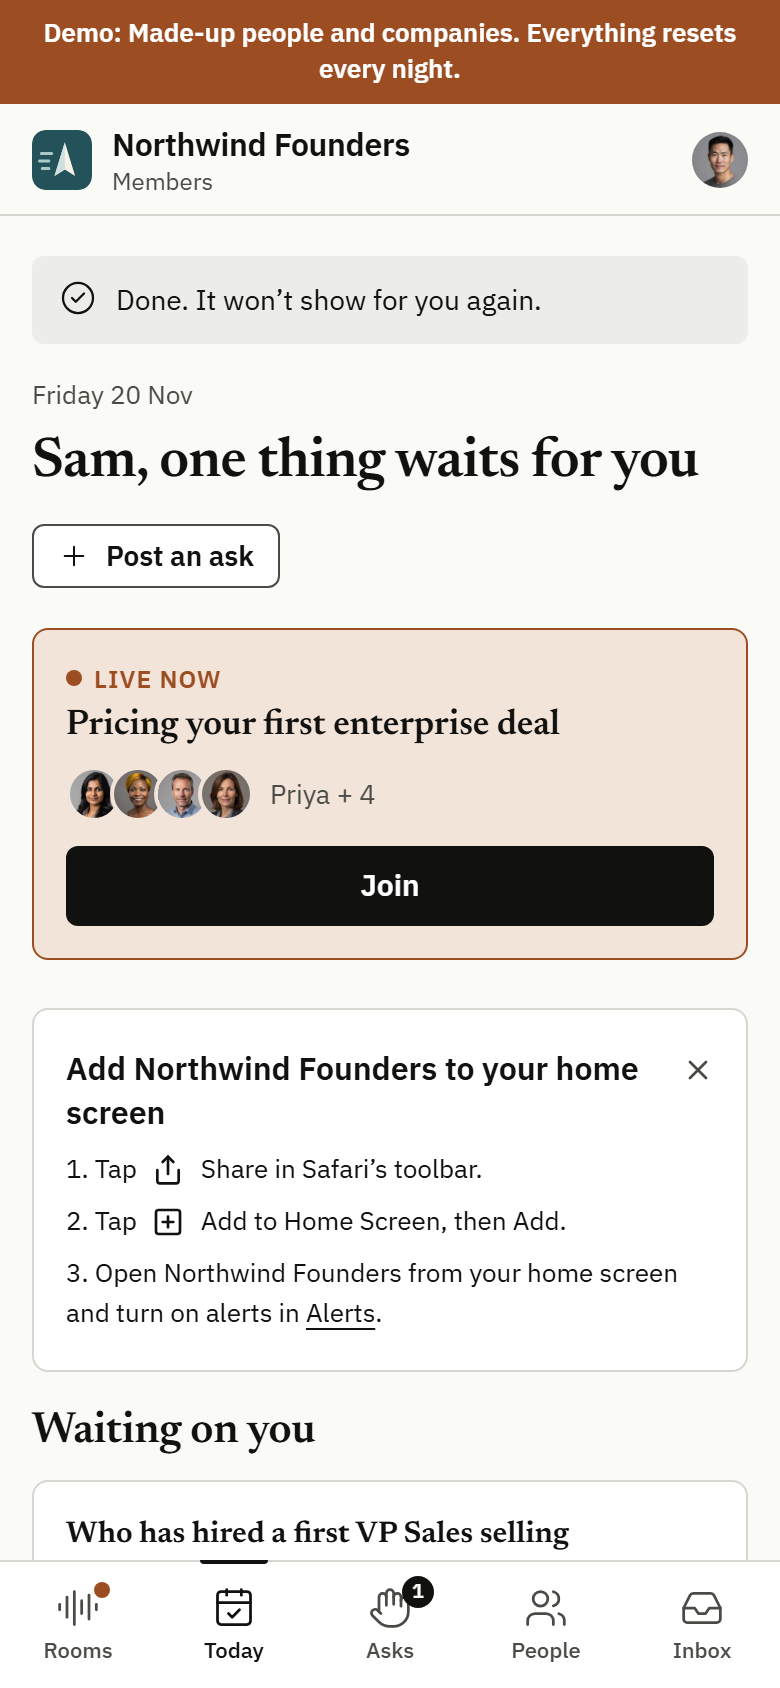 Demo: Made-up people and companies. Everything resets
every night.
Northwind Founders
Members
Done. It won’t show for you again.
Friday 20 Nov
Sam, one thing waits for you
Post an ask
LIVE NOW
Pricing your first enterprise deal
Priya + 4
Join
Add Northwind Founders to your home
screen
1. Tap Share in Safari’s toolbar.
2. Tap Add to Home Screen, then Add.
3. Open Northwind Founders from your home screen
and turn on alerts in Alerts.
Waiting on you
Who has hired a first VP Sales selling
1
Rooms
Today
Asks
People
Inbox